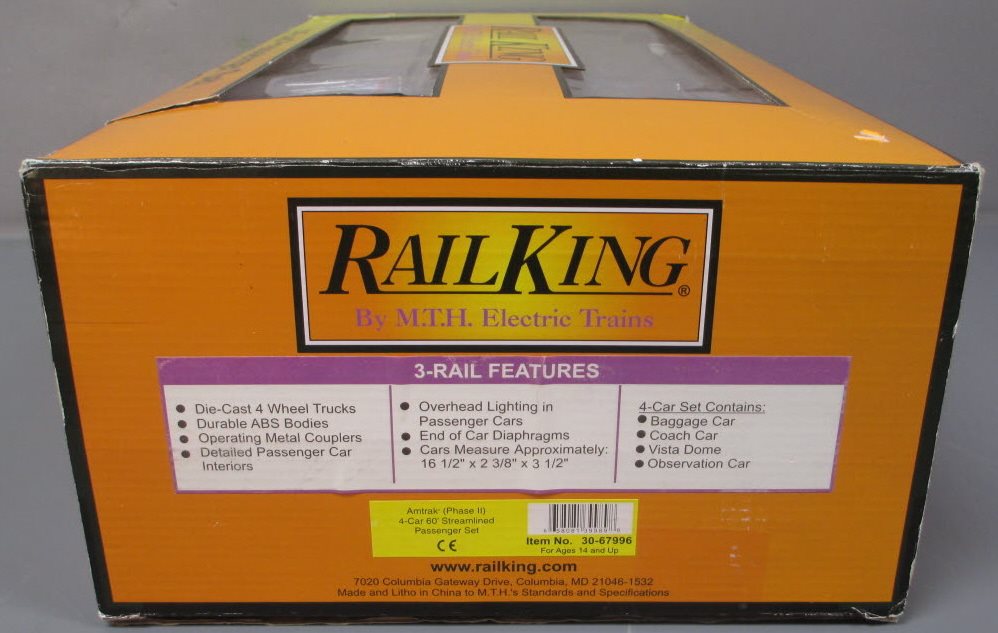 RAIL KING
RAILKING®
By M.T.H. Electric Trains
3-RAIL FEATURES
● Die-Cast 4 Wheel Trucks
● Durable ABS Bodies
● Operating Metal Couplers
● Detailed Passenger Car
Interiors
● Overhead Lighting in
Passenger Cars
● End of Car Diaphragms
● Cars Measure Approximately:
16 1/2" x 2 3/8" x 3 1/2"
4-Car Set Contains:
● Baggage Car
● Coach Car
● Vista Dome
● Observation Car
Amtrak (Phase II)
4-Car 60' Streamlined
Passenger Set
CE
Item No. 30-67996
For Ages 14 and Up
www.railking.com
7020 Columbia Gateway Drive, Columbia, MD 21046-1532
Made and Litho in China to M.T.H.'s Standards and Specifications